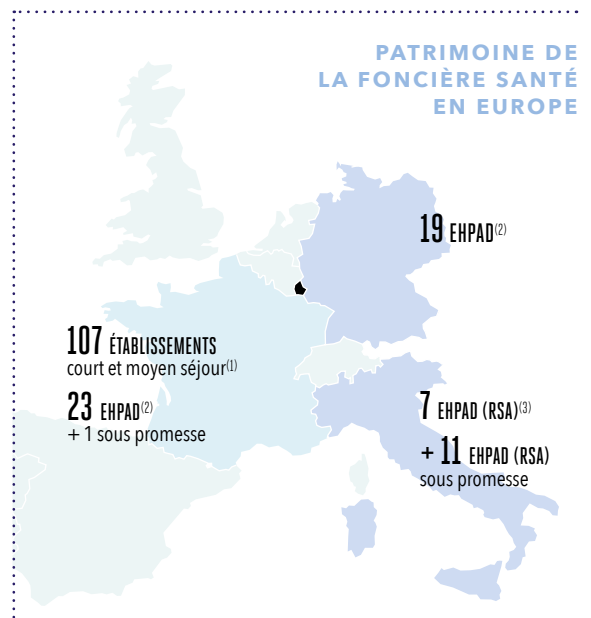 PATRIMOINE DE
LA FONCIÈRE SANTÉ
EN EUROPE
19 EHPAD(2)
107 ÉTABLISSEMENTS
court et moyen séjour(1)
23 EHPAD(2)
+ 1 sous promesse
7 EHPAD (RSA)(3)
+ 11 EHPAD (RSA)
sous promesse